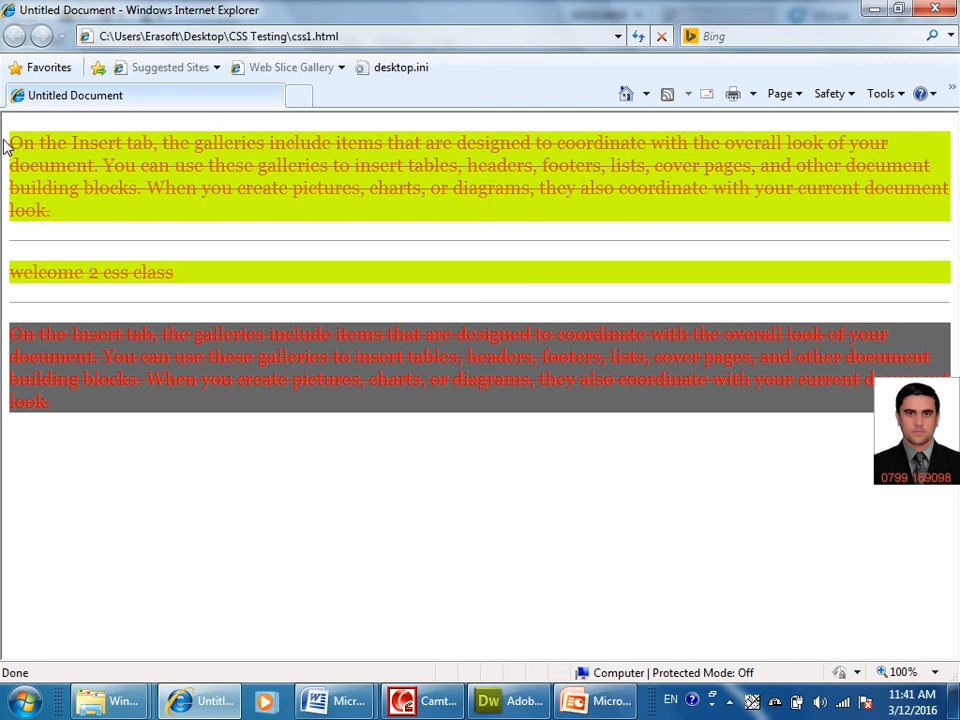 Untitled Document - Windows Internet Explorer
C:\Users\Erasoft\Desktop\CSS Testing\css1.html
Bing
Favorites
Suggested Sites
Web Slice Gallery
desktop.ini
Untitled Document
Page
Safety
Tools
On the Insert tab, the galleries include items that are designed to coordinate with the overall look of your
document. You can use these galleries to insert tables, headers, footers, lists, cover pages, and other document
building blocks. When you create pictures, charts, or diagrams, they also coordinate with your current document
look.
welcome 2 css class
On the Insert tab, the galleries include items that are designed to coordinate with the overall look of your
document. You can use these galleries to insert tables, headers, footers, lists, cover pages, and other document
building blocks. When you create pictures, charts, or diagrams, they also coordinate with your current document
look.
0799 169098
Done
Computer | Protected Mode: Off
100%
Win...
Untitl...
Micr...
Camt...
Dw Adob...
Micro...
EN
11:41 AM
3/12/2016